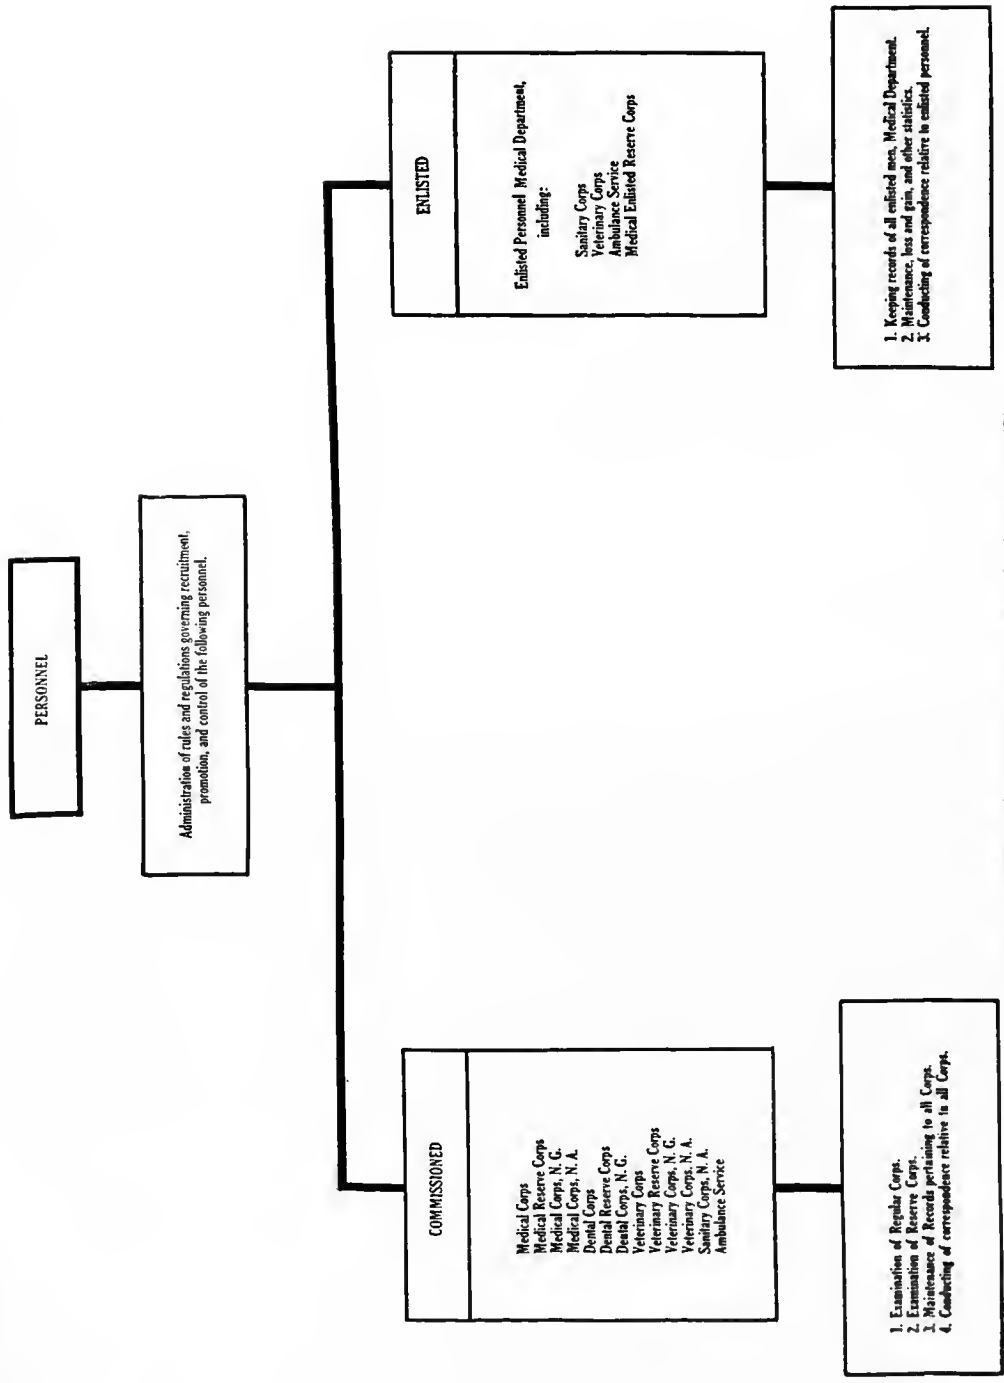 PERSONNEL
Administration of rules and regulations governing recruitment,
promotion, and control of the following personnel.
COMMISSIONED
Medical Corps
Medical Reserve Corps
Medical Corps, N. G.
Medical Corps, N. A.
Dental Corps
Dental Reserve Corps
Dental Corps, N. G.
Veterinary Corps
Veterinary Reserve Corps
Veterinary Corps, N. G.
Veterinary Corps, N. A.
Sanitary Corps, N. A.
Ambulance Service
1. Examination of Regular Corps.
2. Examination of Reserve Corps.
3. Maintenance of Records pertaining to all Corps.
4. Conducting of correspondence relative to all Corps.
ENLISTED
Enlisted Personnel Medical Department,
including:
Sanitary Corps
Veterinary Corps
Ambulance Service
Medical Enlisted Reserve Corps
1. Keeping records of all enlisted men, Medical Department.
2. Maintenance, loss and gain, and other statistics.
3. Conducting of correspondence relative to enlisted personnel.